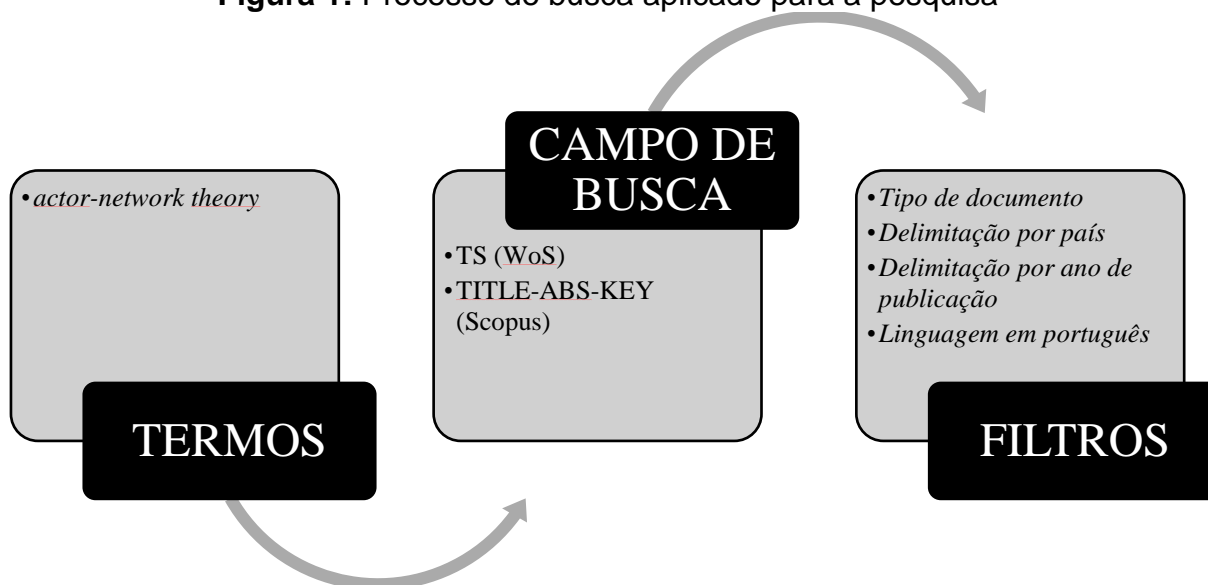 Figura 1. Processo de busca aplicado para a pesquisa
•actor-network theory
TERMOS
CAMPO DE
BUSCA
•TS (WoS)
•TITLE-ABS-KEY
(Scopus)
•Tipo de documento
•Delimitação por país
•Delimitação por ano de
publicação
•Linguagem em português
FILTROS